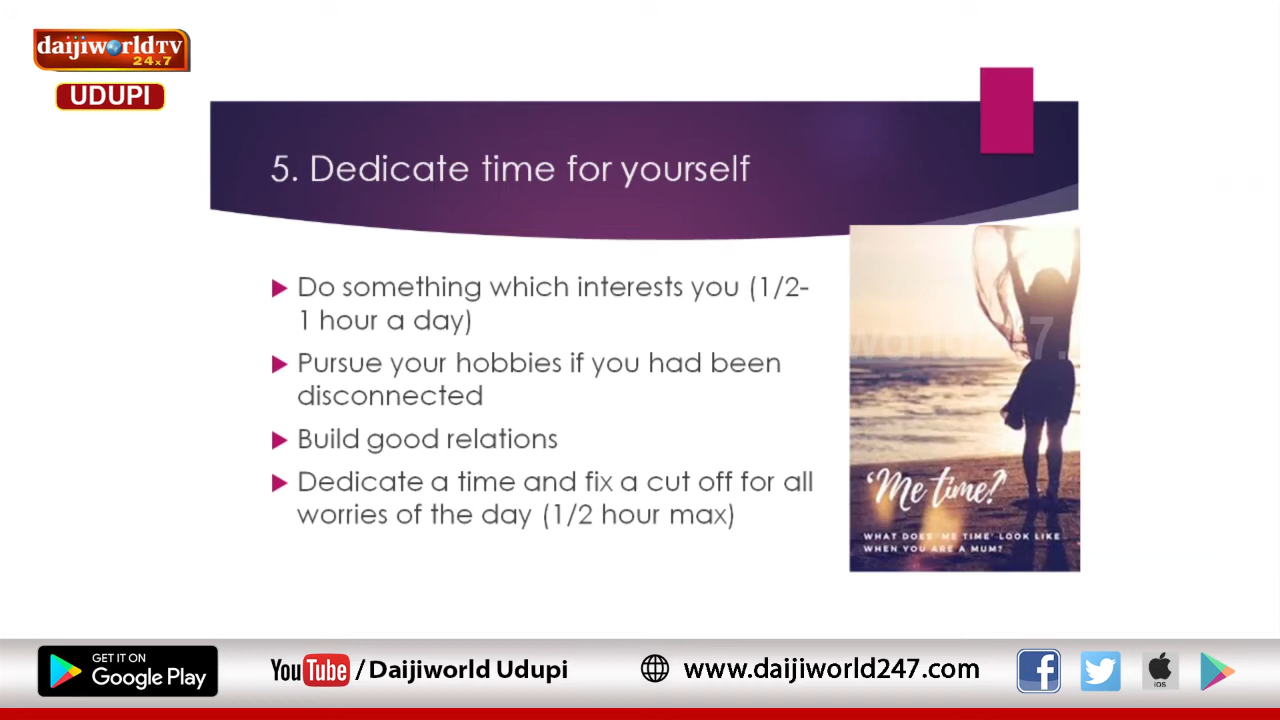 daijiworldTV
24x7
UDUPI
5. Dedicate time for yourself
Do something which interests you (1/2-
1 hour a day)
Pursue your hobbies if you had been
disconnected
Build good relations
Dedicate a time and fix a cut off for all
worries of the day (1/2 hour max)
world247.
‘Me time?
WHAT DOES ‘ME TIME’ LOOK LIKE
WHEN YOU ARE A MUM?
GET IT ON
Google Play
YouTube / Daijiworld Udupi
www.daijiworld247.com
iOS